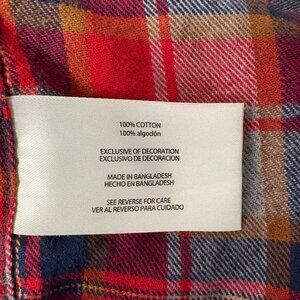 100% COTTON
100% algodón
EXCLUSIVE OF DECORATION
EXCLUSIVO DE DECORACION
MADE IN BANGLADESH
HECHO EN BANGLADESH
SEE REVERSE FOR CARE
VER AL REVERSO PARA CUIDADO